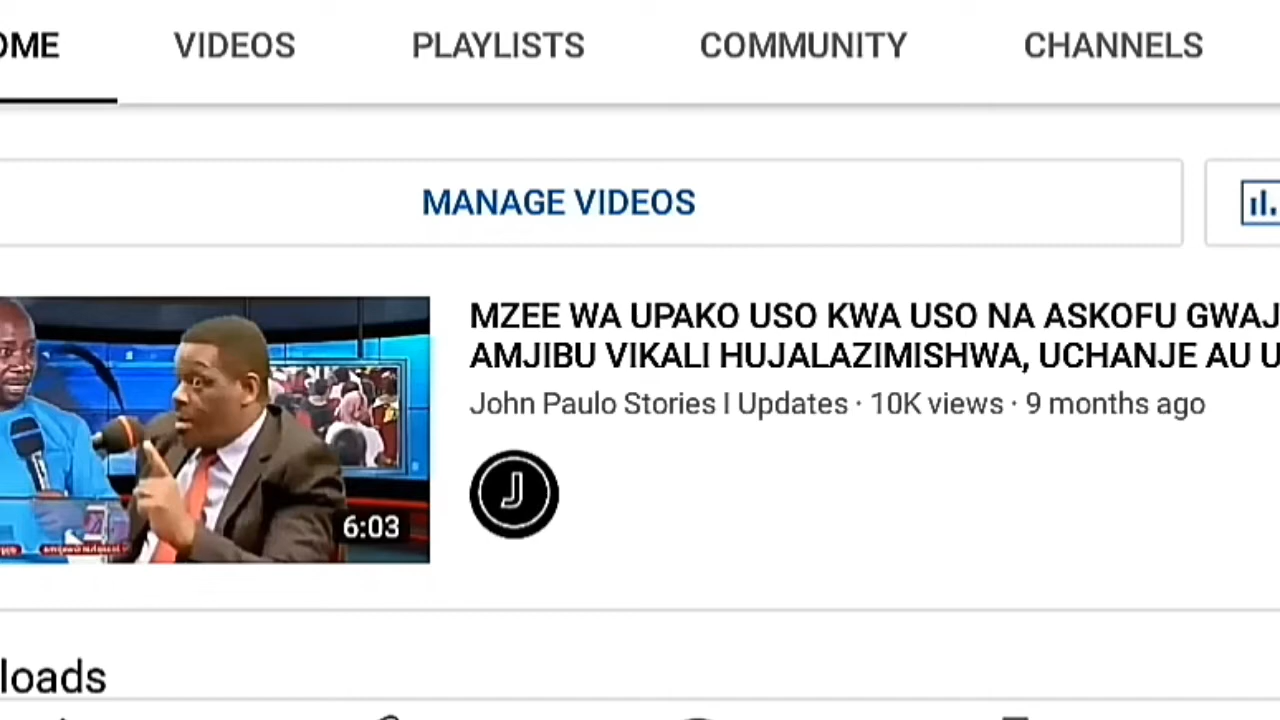 OME VIDEOS PLAYLISTS COMMUNITY CHANNELS
MANAGE VIDEOS
MZEE WA UPAKO USO KWA USO NA ASKOFU GWAJ
AMJIBU VIKALI HUJALAZIMISHWA, UCHANJE AU U
John Paulo Stories I Updates · 10K views · 9 months ago
J
6:03
loads